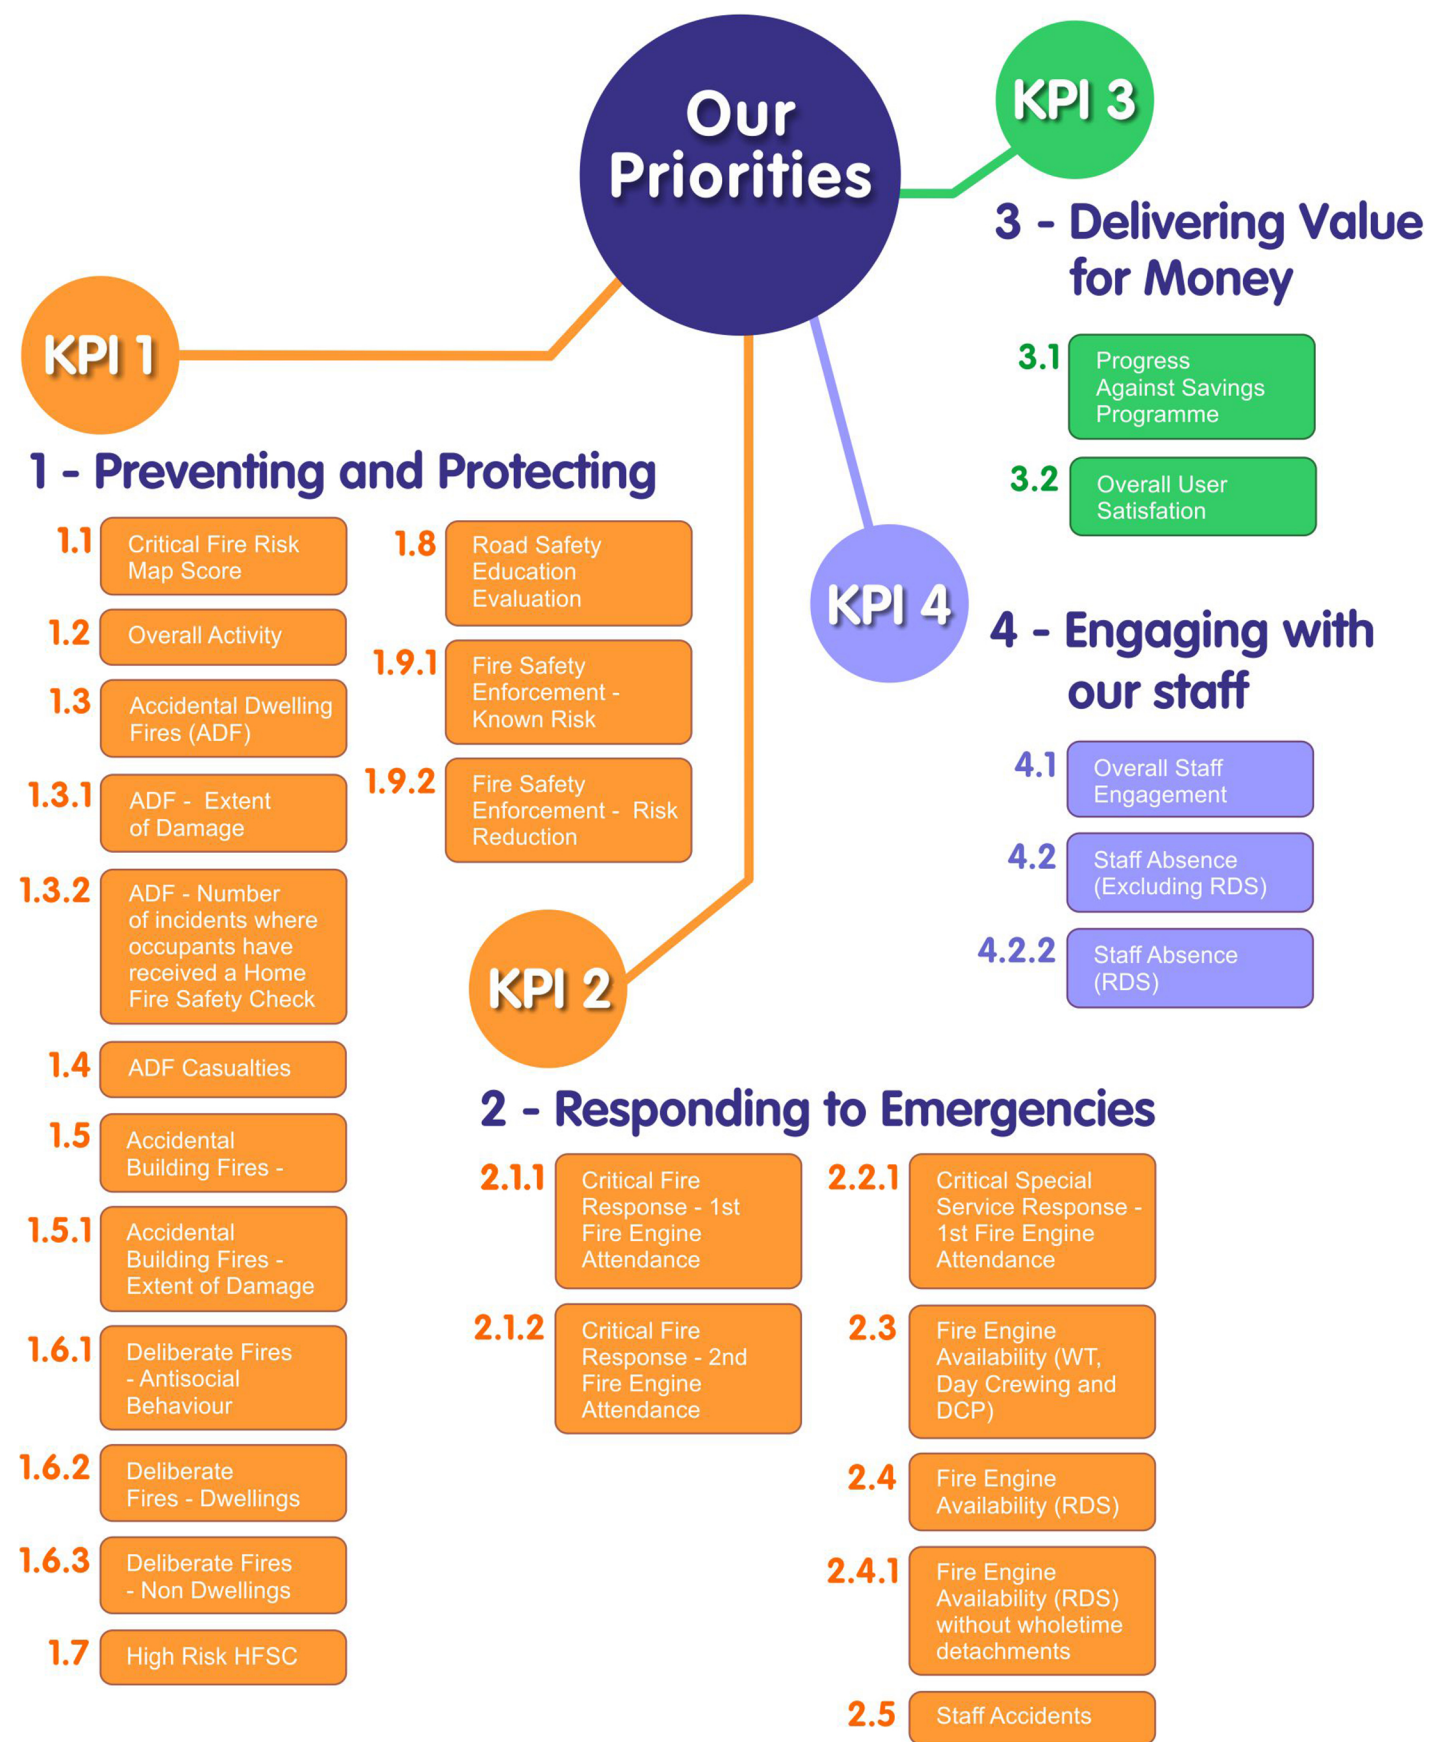 Our
Priorities
KPI 3
3 - Delivering Value
for Money
3.1
Progress
Against Savings
Programme
3.2
Overall User
Satisfation
KPI 1
1 - Preventing and Protecting
1.1
Critical Fire Risk
Map Score
1.2
Overall Activity
1.3
Accidental Dwelling
Fires (ADF)
1.3.1
ADF -  Extent
of Damage
1.3.2
ADF - Number
of incidents where
occupants have
received a Home
Fire Safety Check
1.4
ADF Casualties
1.5
Accidental
Building Fires -
1.5.1
Accidental
Building Fires -
Extent of Damage
1.6.1
Deliberate Fires
- Antisocial
Behaviour
1.6.2
Deliberate
Fires - Dwellings
1.6.3
Deliberate Fires
- Non Dwellings
1.7
High Risk HFSC
1.8
Road Safety
Education
Evaluation
1.9.1
Fire Safety
Enforcement -
Known Risk
1.9.2
Fire Safety
Enforcement -  Risk
Reduction
KPI 4
4 - Engaging with
our staff
4.1
Overall Staff
Engagement
4.2
Staff Absence
(Excluding RDS)
4.2.2
Staff Absence
(RDS)
KPI 2
2 - Responding to Emergencies
2.1.1
Critical Fire
Response - 1st
Fire Engine
Attendance
2.1.2
Critical Fire
Response - 2nd
Fire Engine
Attendance
2.2.1
Critical Special
Service Response -
1st Fire Engine
Attendance
2.3
Fire Engine
Availability (WT,
Day Crewing and
DCP)
2.4
Fire Engine
Availability (RDS)
2.4.1
Fire Engine
Availability (RDS)
without wholetime
detachments
2.5
Staff Accidents